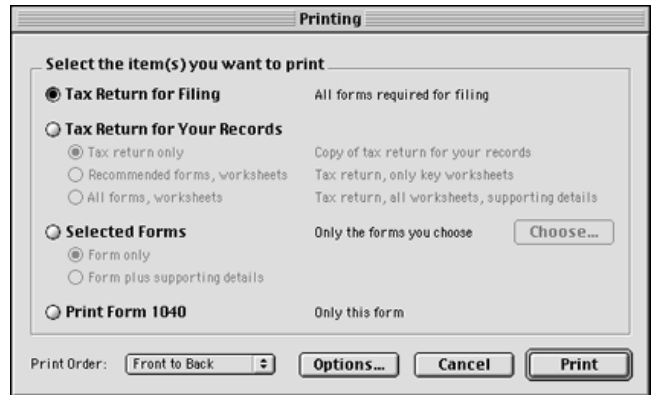 Printing
Select the item(s) you want to print
Tax Return for Filing All forms required for filing
Tax Return for Your Records
Tax return only Copy of tax return for your records
Recommended forms, worksheets Tax return, only key worksheets
All forms, worksheets Tax return, all worksheets, supporting details
Selected Forms Only the forms you choose Choose...
Form only
Form plus supporting details
Print Form 1040 Only this form
Print Order: Front to Back Options... Cancel Print